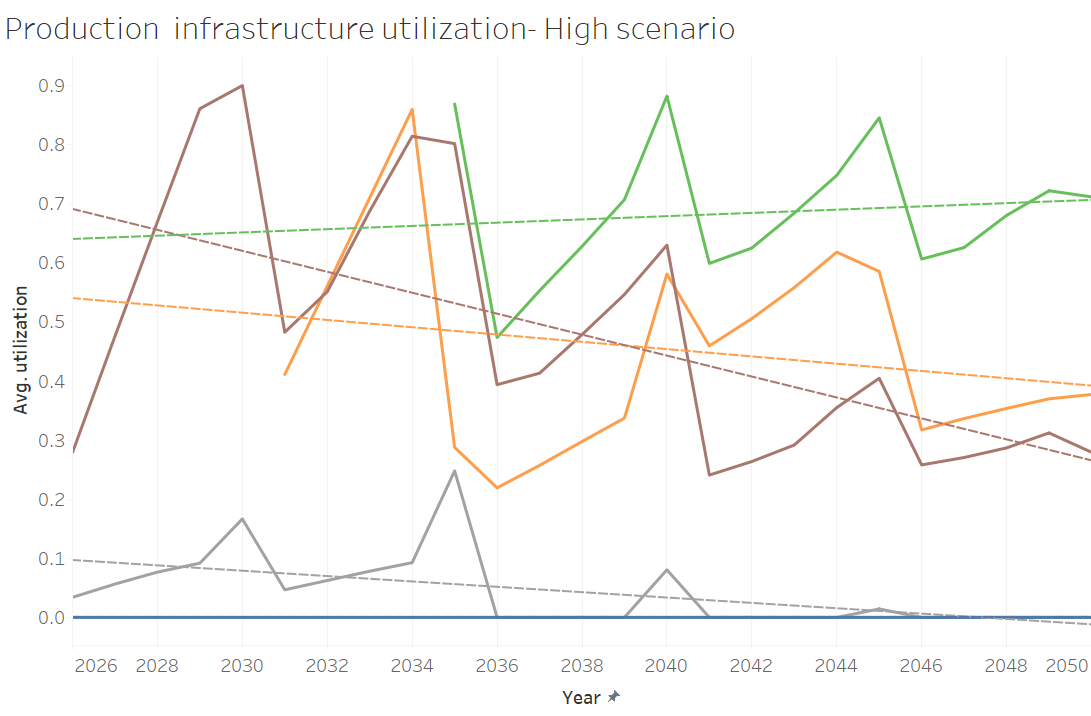 Production  infrastructure utilization- High scenario
0.9
0.8
0.7
0.6
0.5
0.4
0.3
0.2
0.1
0.0
Avg. utilization
2026 2028 2030 2032 2034 2036 2038 2040 2042 2044 2046 2048 2050
Year